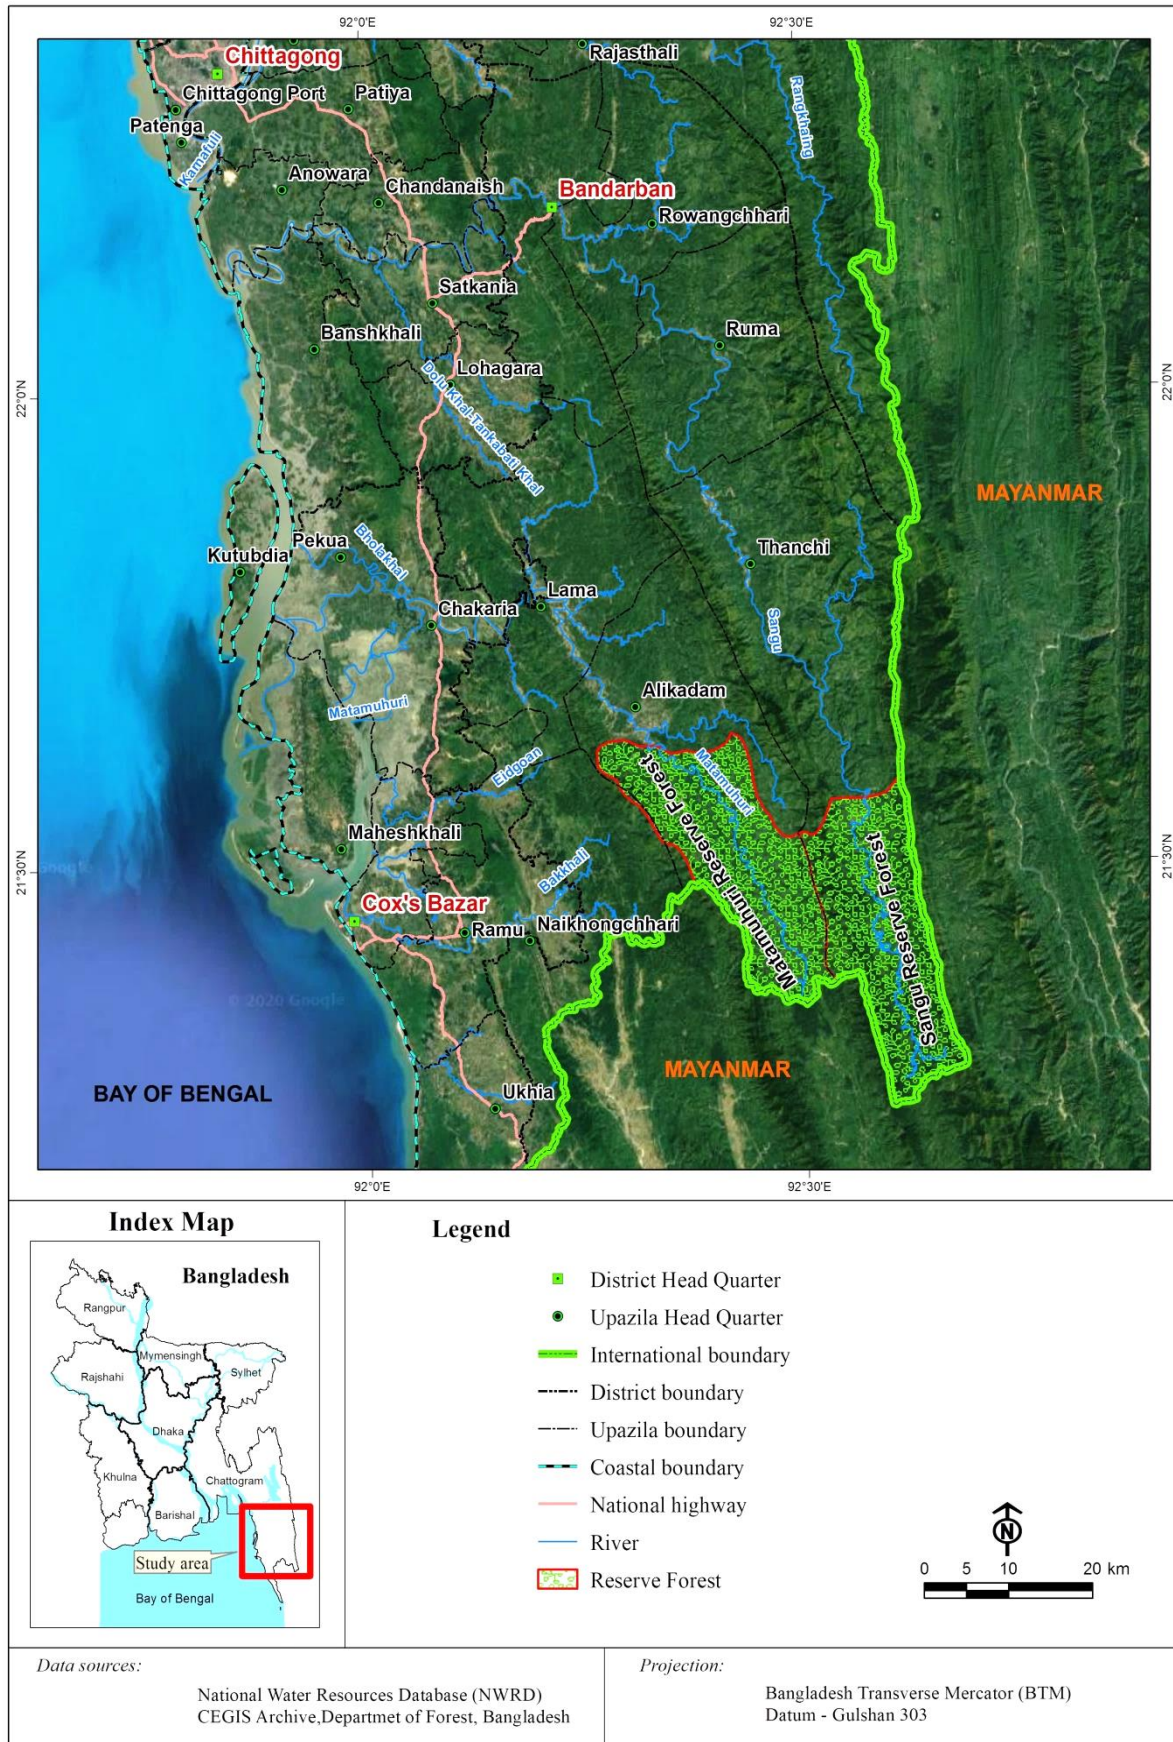 92°0'E
92°30'E
Chittagong
Rajasthali
Chittagong Port
Patiya
Patenga
Karnafuli
Rangkhaing
Anowara
Chandanaish
Bandarban
Rowangchhari
Satkania
Banshkhali
Ruma
Lohagara
22°0'N
22°0'N
Dolu Khal-Tankabati Khal
MAYANMAR
Kutubdia
Pekua
Bholakhal
Thanchi
Lama
Chakaria
Sangu
Matamuhuri
Alikadam
Eidgoan
Matamuhuri
Matamuhuri Reserve Forest
Sangu Reserve Forest
Maheshkhali
21°30'N
21°30'N
Google
Bakkhali
Cox's Bazar
Ramu
Naikhongchhari
© 2020 Google
MAYANMAR
BAY OF BENGAL
Ukhia
92°0'E
92°30'E
Index Map
Bangladesh
Rangpur
Mymensingh
Rajshahi
Sylhet
Dhaka
Khulna
Chattogram
Barishal
Study area
Bay of Bengal
Legend
District Head Quarter
Upazila Head Quarter
International boundary
District boundary
Upazila boundary
Coastal boundary
National highway
River
Reserve Forest
N
0 5 10 20 km
Data sources:
National Water Resources Database (NWRD)
CEGIS Archive,Departmet of Forest, Bangladesh
Projection:
Bangladesh Transverse Mercator (BTM)
Datum - Gulshan 303